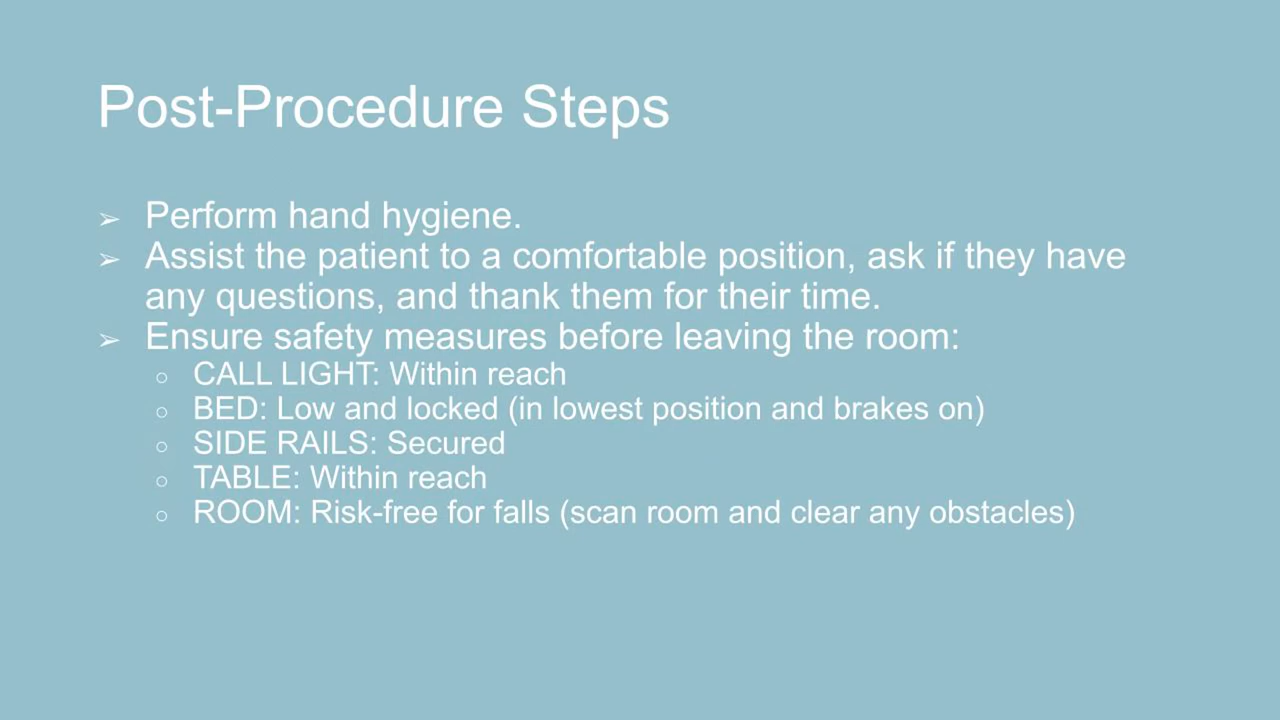 Post-Procedure Steps
➢ Perform hand hygiene.
➢ Assist the patient to a comfortable position, ask if they have
any questions, and thank them for their time.
➢ Ensure safety measures before leaving the room:
○ CALL LIGHT: Within reach
○ BED: Low and locked (in lowest position and brakes on)
○ SIDE RAILS: Secured
○ TABLE: Within reach
○ ROOM: Risk-free for falls (scan room and clear any obstacles)